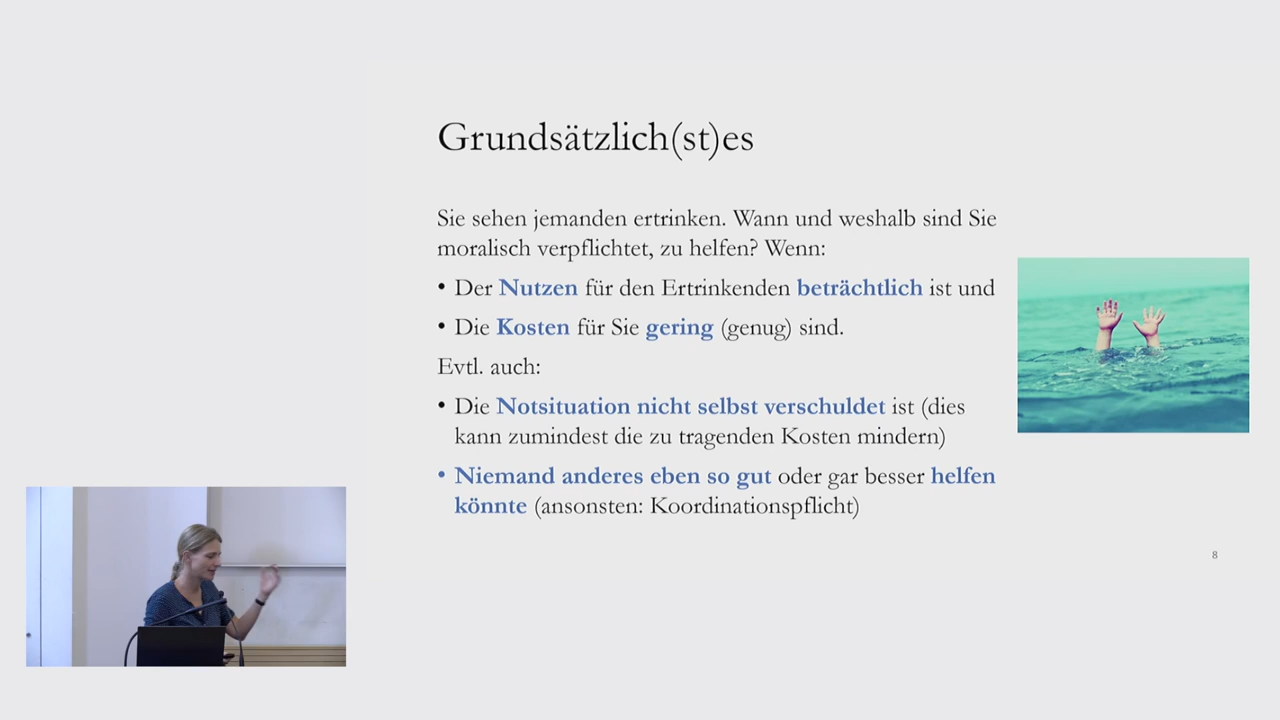 Grundsätzlich(st)es
Sie sehen jemanden ertrinken. Wann und weshalb sind Sie
moralisch verpflichtet, zu helfen? Wenn:
• Der Nutzen für den Ertrinkenden beträchtlich ist und
• Die Kosten für Sie gering (genug) sind.
Evtl. auch:
• Die Notsituation nicht selbst verschuldet ist (dies
kann zumindest die zu tragenden Kosten mindern)
• Niemand anderes eben so gut oder gar besser helfen
könnte (ansonsten: Koordinationspflicht)
8